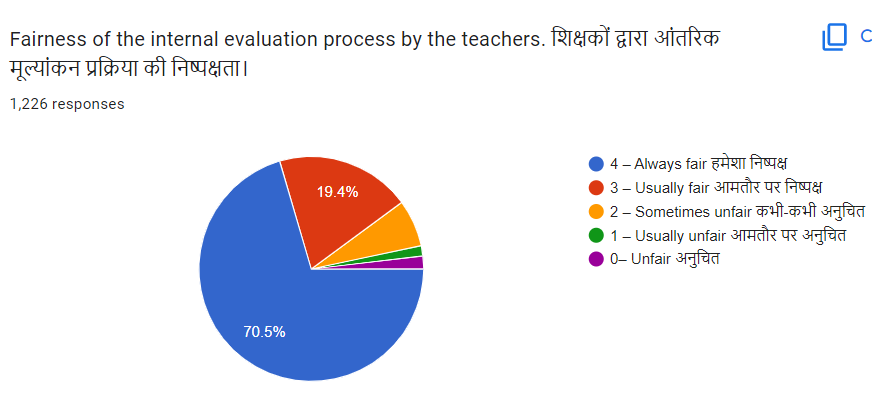 Fairness of the internal evaluation process by the teachers. शिक्षकों द्वारा आंतरिक
मूल्यांकन प्रक्रिया की निष्पक्षता।
1,226 responses
19.4%
70.5%
4 – Always fair हमेशा निष्पक्ष
3 – Usually fair आमतौर पर निष्पक्ष
2 – Sometimes unfair कभी-कभी अनुचित
1 – Usually unfair आमतौर पर अनुचित
0– Unfair अनुचित